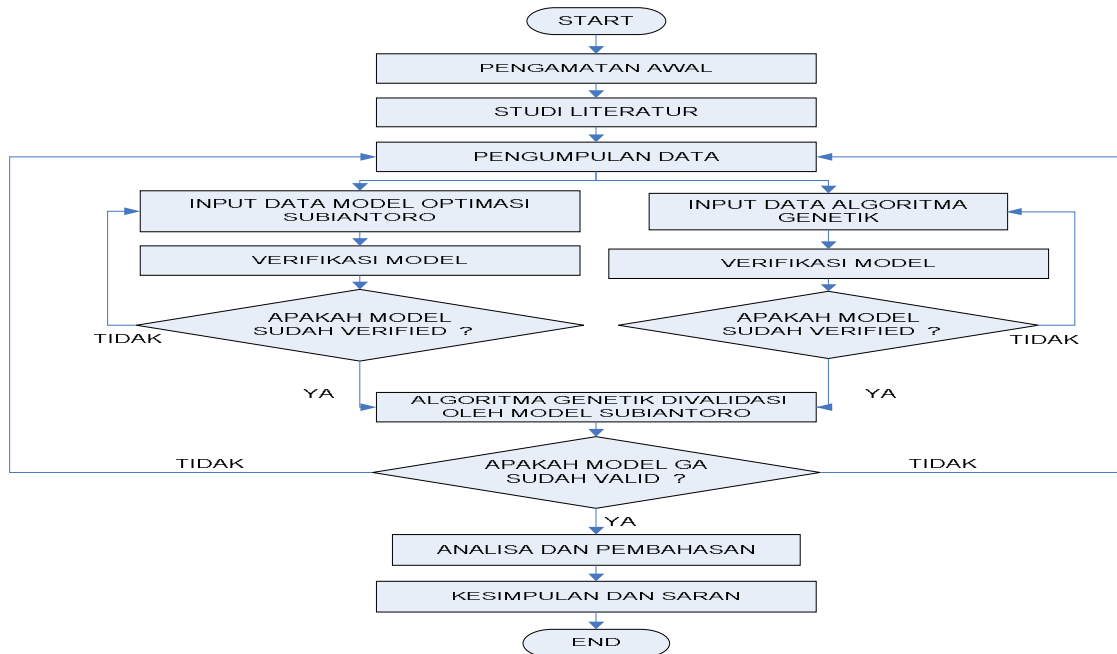 START
PENGAMATAN AWAL
STUDI LITERATUR
PENGUMPULAN DATA
INPUT DATA MODEL OPTIMASI
SUBIANTORO
INPUT DATA ALGORITMA
GENETIK
VERIFIKASI MODEL
VERIFIKASI MODEL
APAKAH MODEL
SUDAH VERIFIED ?
TIDAK
APAKAH MODEL
SUDAH VERIFIED ?
TIDAK
YA
YA
ALGORITMA GENETIK DIVALIDASI
OLEH MODEL SUBIANTORO
TIDAK
APAKAH MODEL GA
SUDAH VALID ?
TIDAK
YA
ANALISA DAN PEMBAHASAN
KESIMPULAN DAN SARAN
END